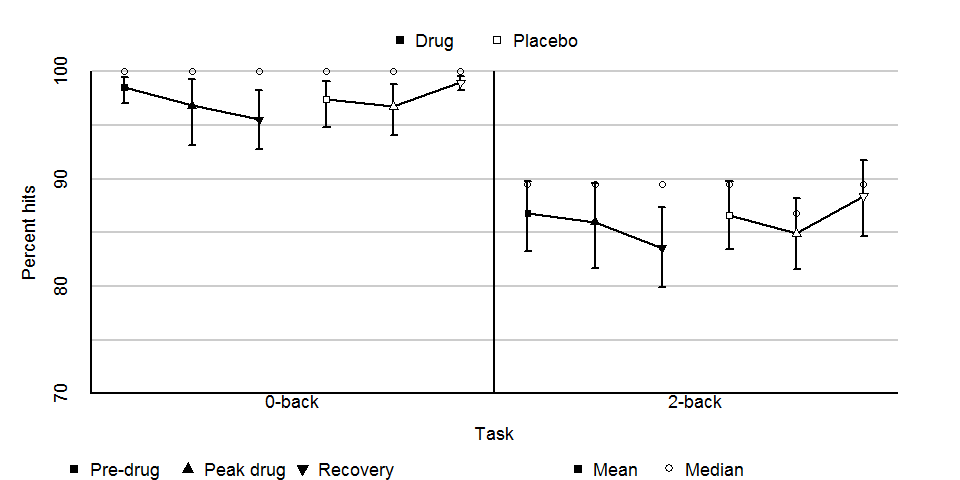 Drug Placebo
100
90
80
70
Percent hits
0-back 2-back
Task
Pre-drug Peak drug Recovery Mean Median